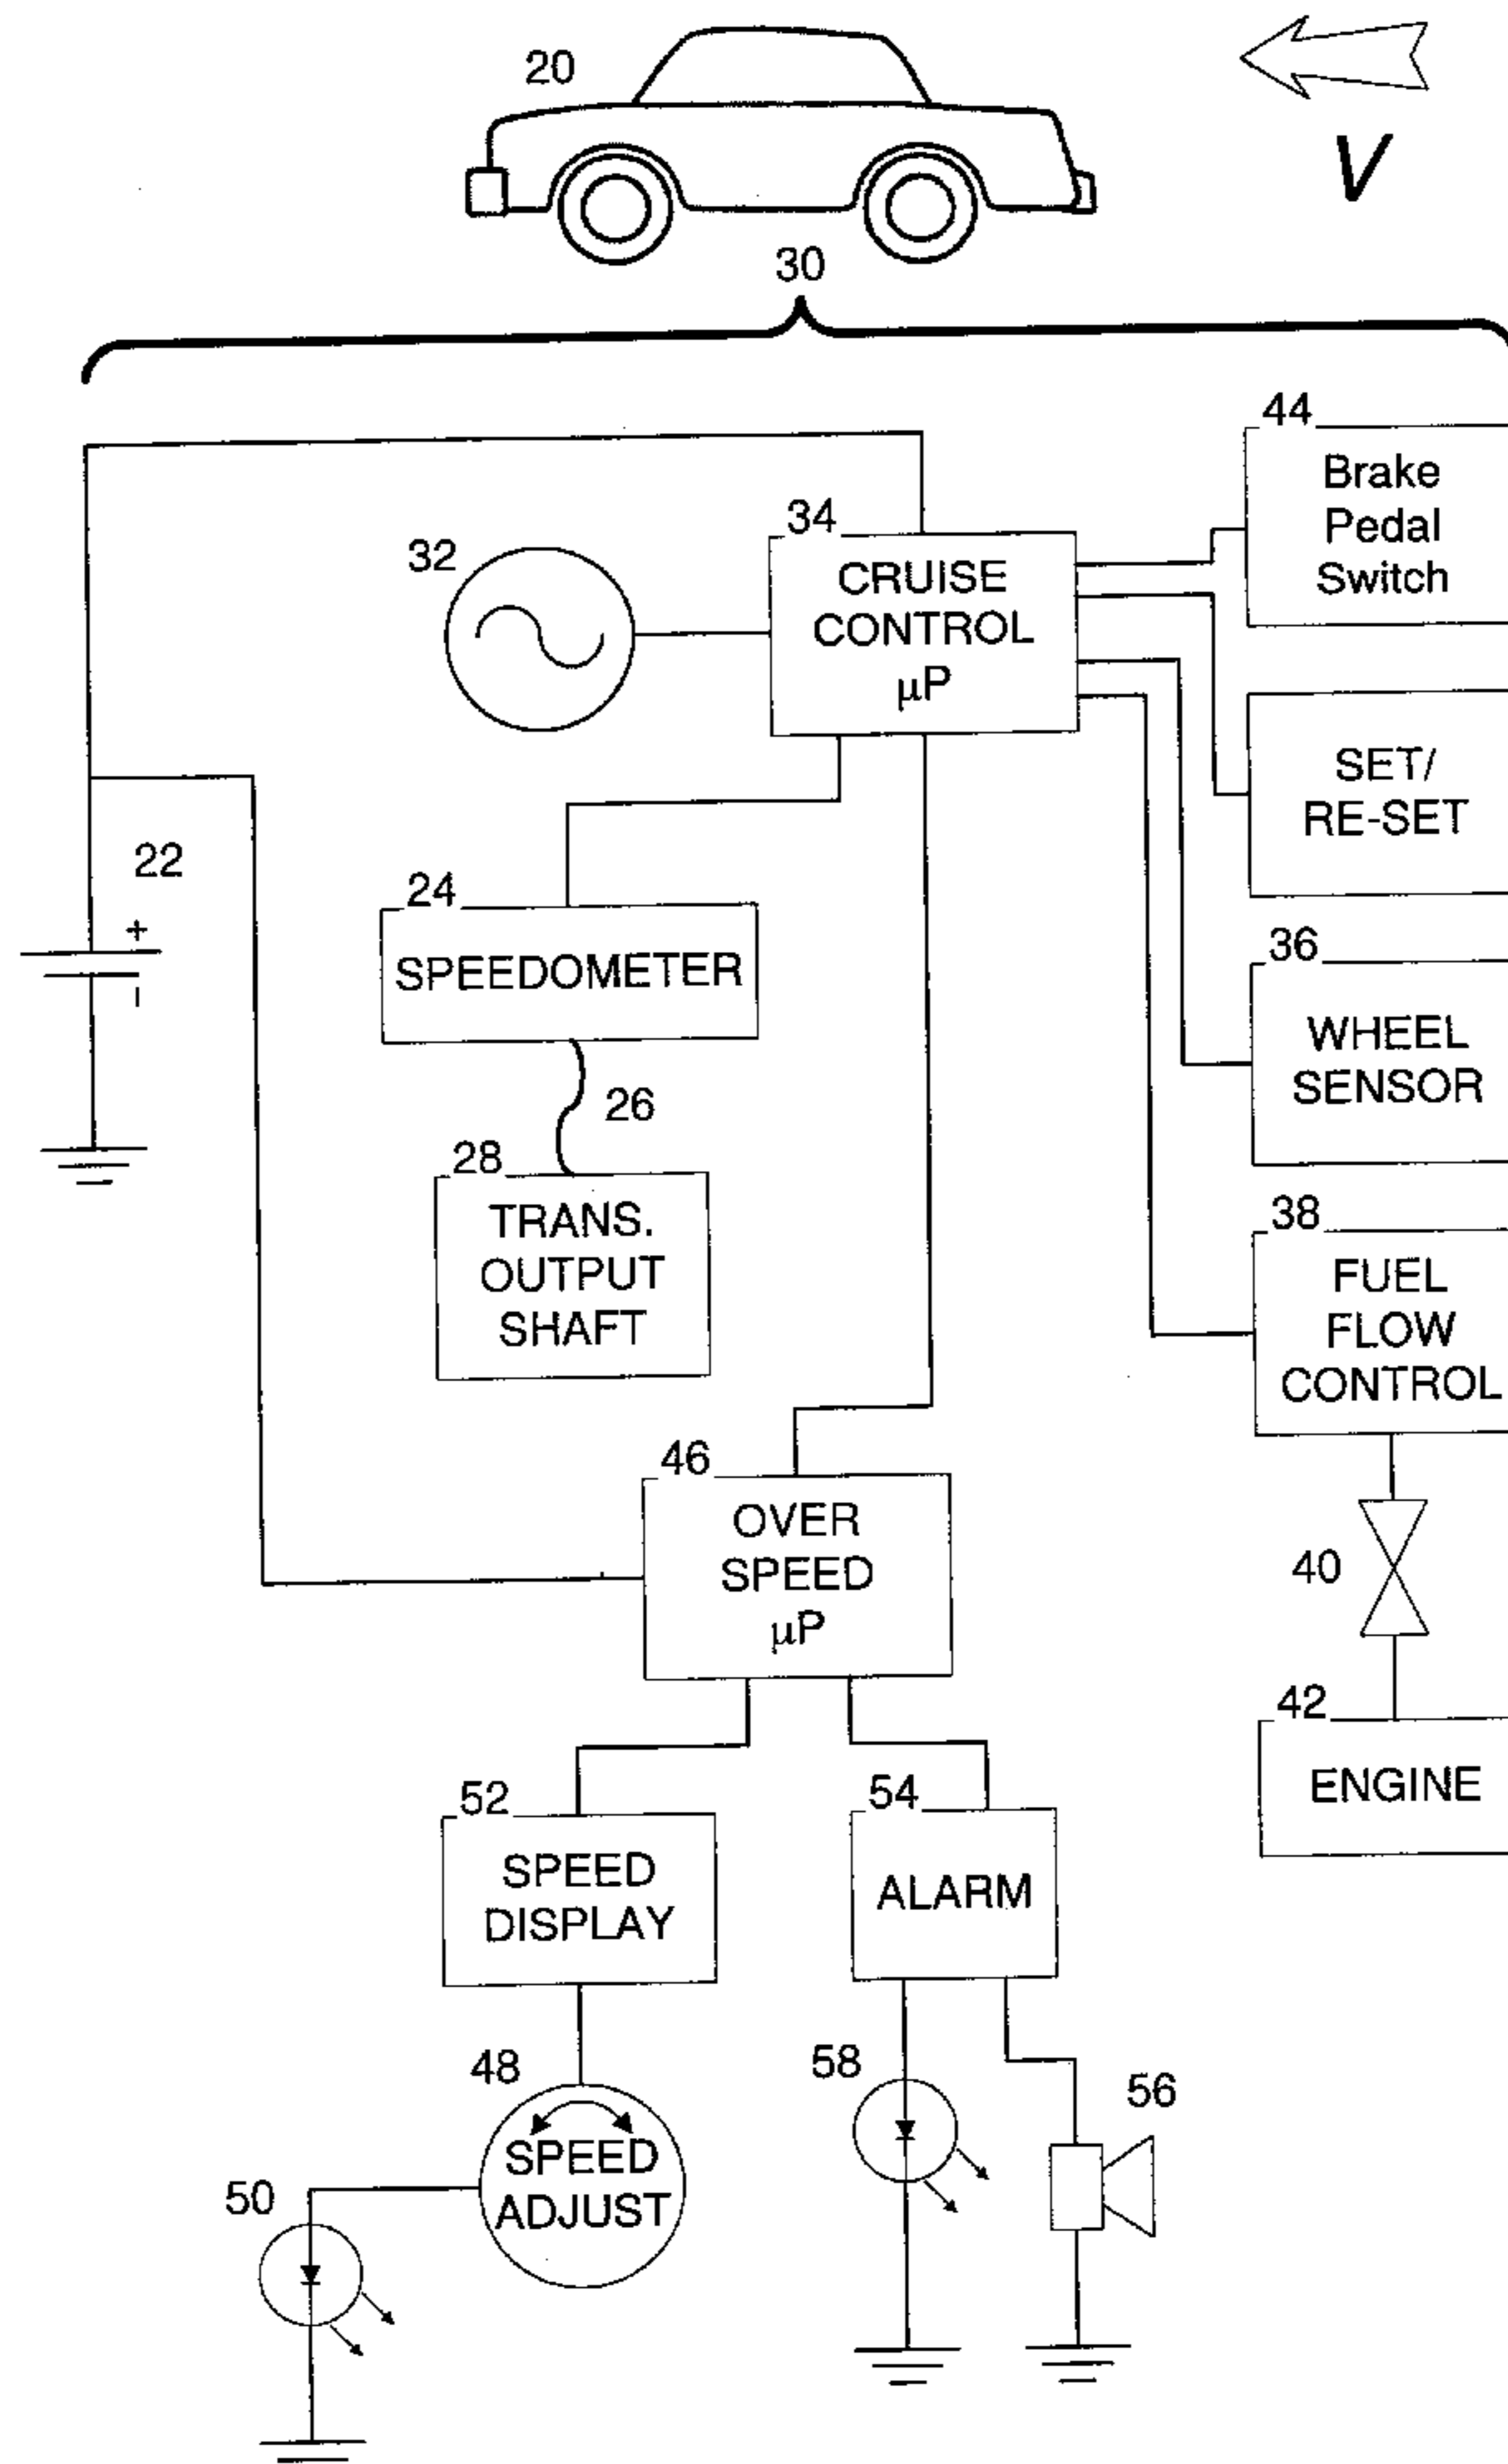 20
V
30
44
Brake
Pedal
Switch
34
CRUISE
CONTROL
μP
32
SET/
RE-SET
22
+
−
24
SPEEDOMETER
36
WHEEL
SENSOR
26
28
TRANS.
OUTPUT
SHAFT
38
FUEL
FLOW
CONTROL
46
OVER
SPEED
μP
40
42
ENGINE
52
SPEED
DISPLAY
54
ALARM
48
SPEED
ADJUST
58
56
50